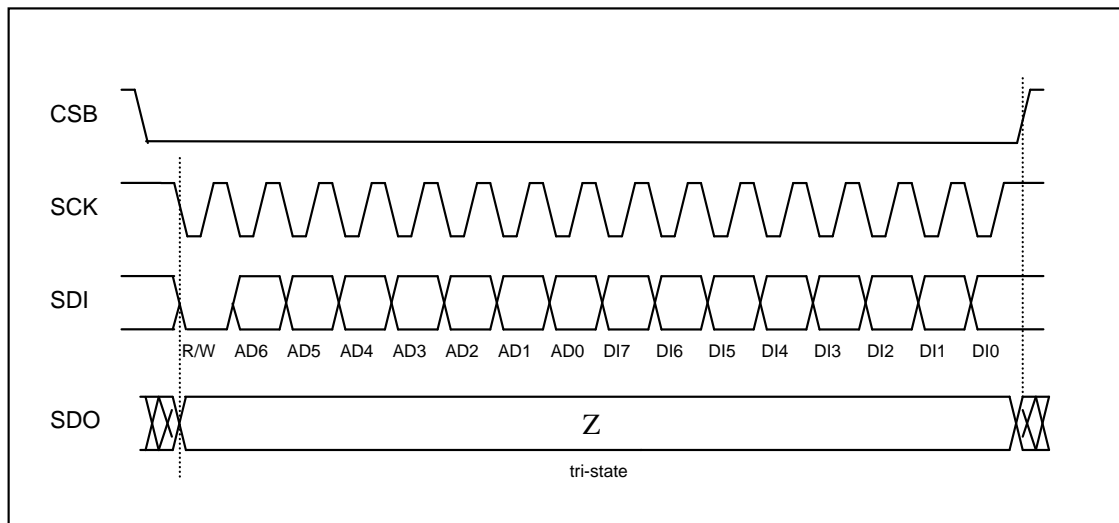 CSB
SCK
SDI
R/W AD6 AD5 AD4 AD3 AD2 AD1 AD0 DI7 DI6 DI5 DI4 DI3 DI2 DI1 DI0
SDO
Z
tri-state